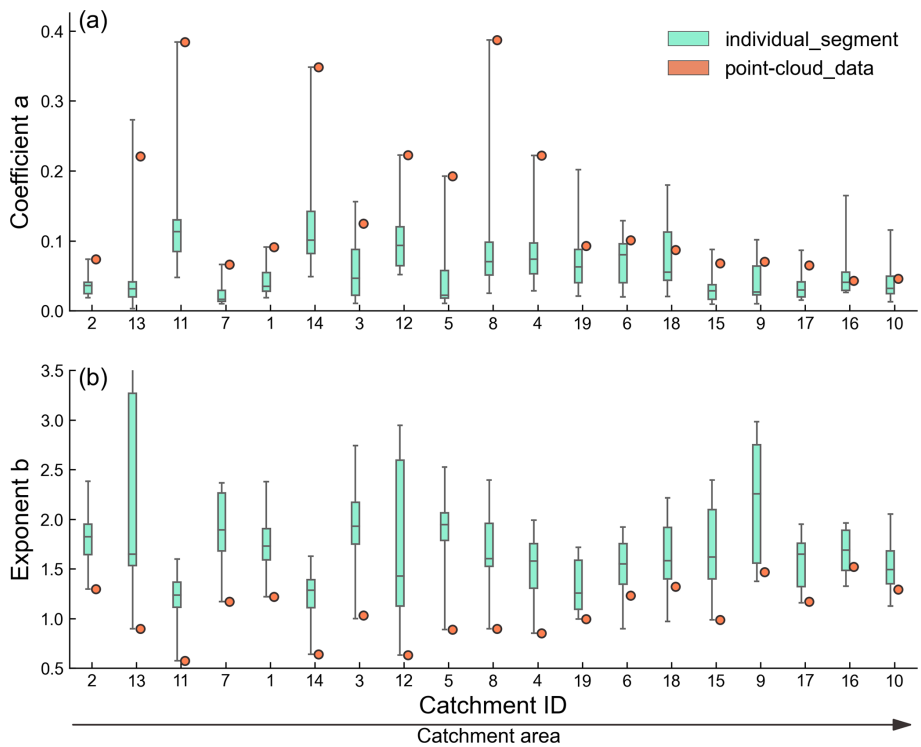 (a)
individual_segment
point-cloud_data
Coefficient a
0.4
0.3
0.2
0.1
0.0
2 13 11 7 1 14 3 12 5 8 4 19 6 18 15 9 17 16 10
(b)
Exponent b
3.5
3.0
2.5
2.0
1.5
1.0
0.5
2 13 11 7 1 14 3 12 5 8 4 19 6 18 15 9 17 16 10
Catchment ID
Catchment area